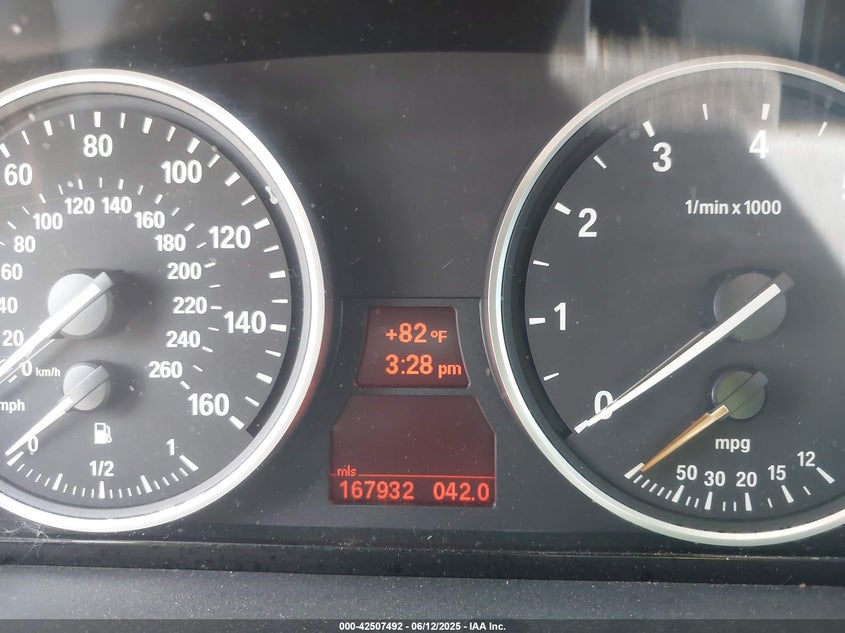 60 80 100 120 140 160
20 40 60 80 100 120 140 160 180 200 220 240 260
0 km/h
mph
0 1/2 1
+82 °F
3:28 pm
mls
167932 042.0
0 1 2 3 4
1/min x 1000
mpg
50 30 20 15 12
000-42507492 - 06/12/2025 - IAA Inc.